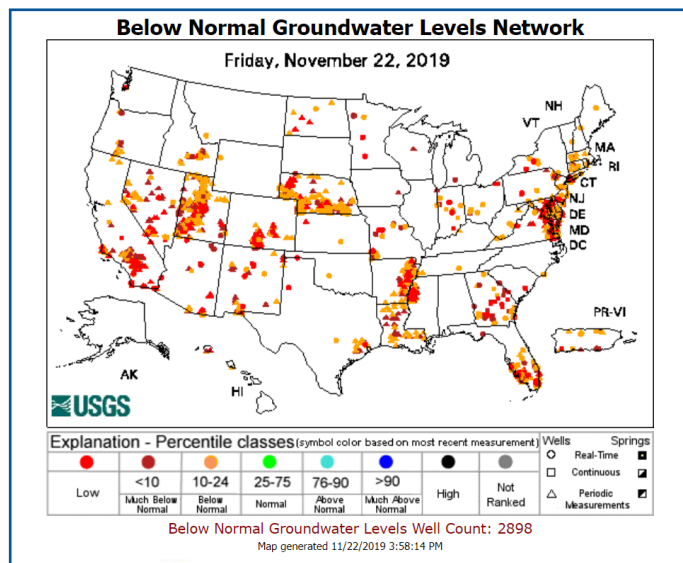 Below Normal Groundwater Levels Network
Friday, November 22, 2019
NH
VT
MA
RI
CT
NJ
DE
MD
DC
PR-VI
AK
HI
USGS
Explanation - Percentile classes (symbol color based on most recent measurement)
Wells Springs
Real-Time
Continuous
Periodic
Measurements
Low
<10
10-24
25-75
76-90
>90
High
Not
Ranked
Much Below
Normal
Below
Normal
Normal
Above
Normal
Much Above
Normal
Below Normal Groundwater Levels Well Count: 2898
Map generated 11/22/2019 3:58:14 PM